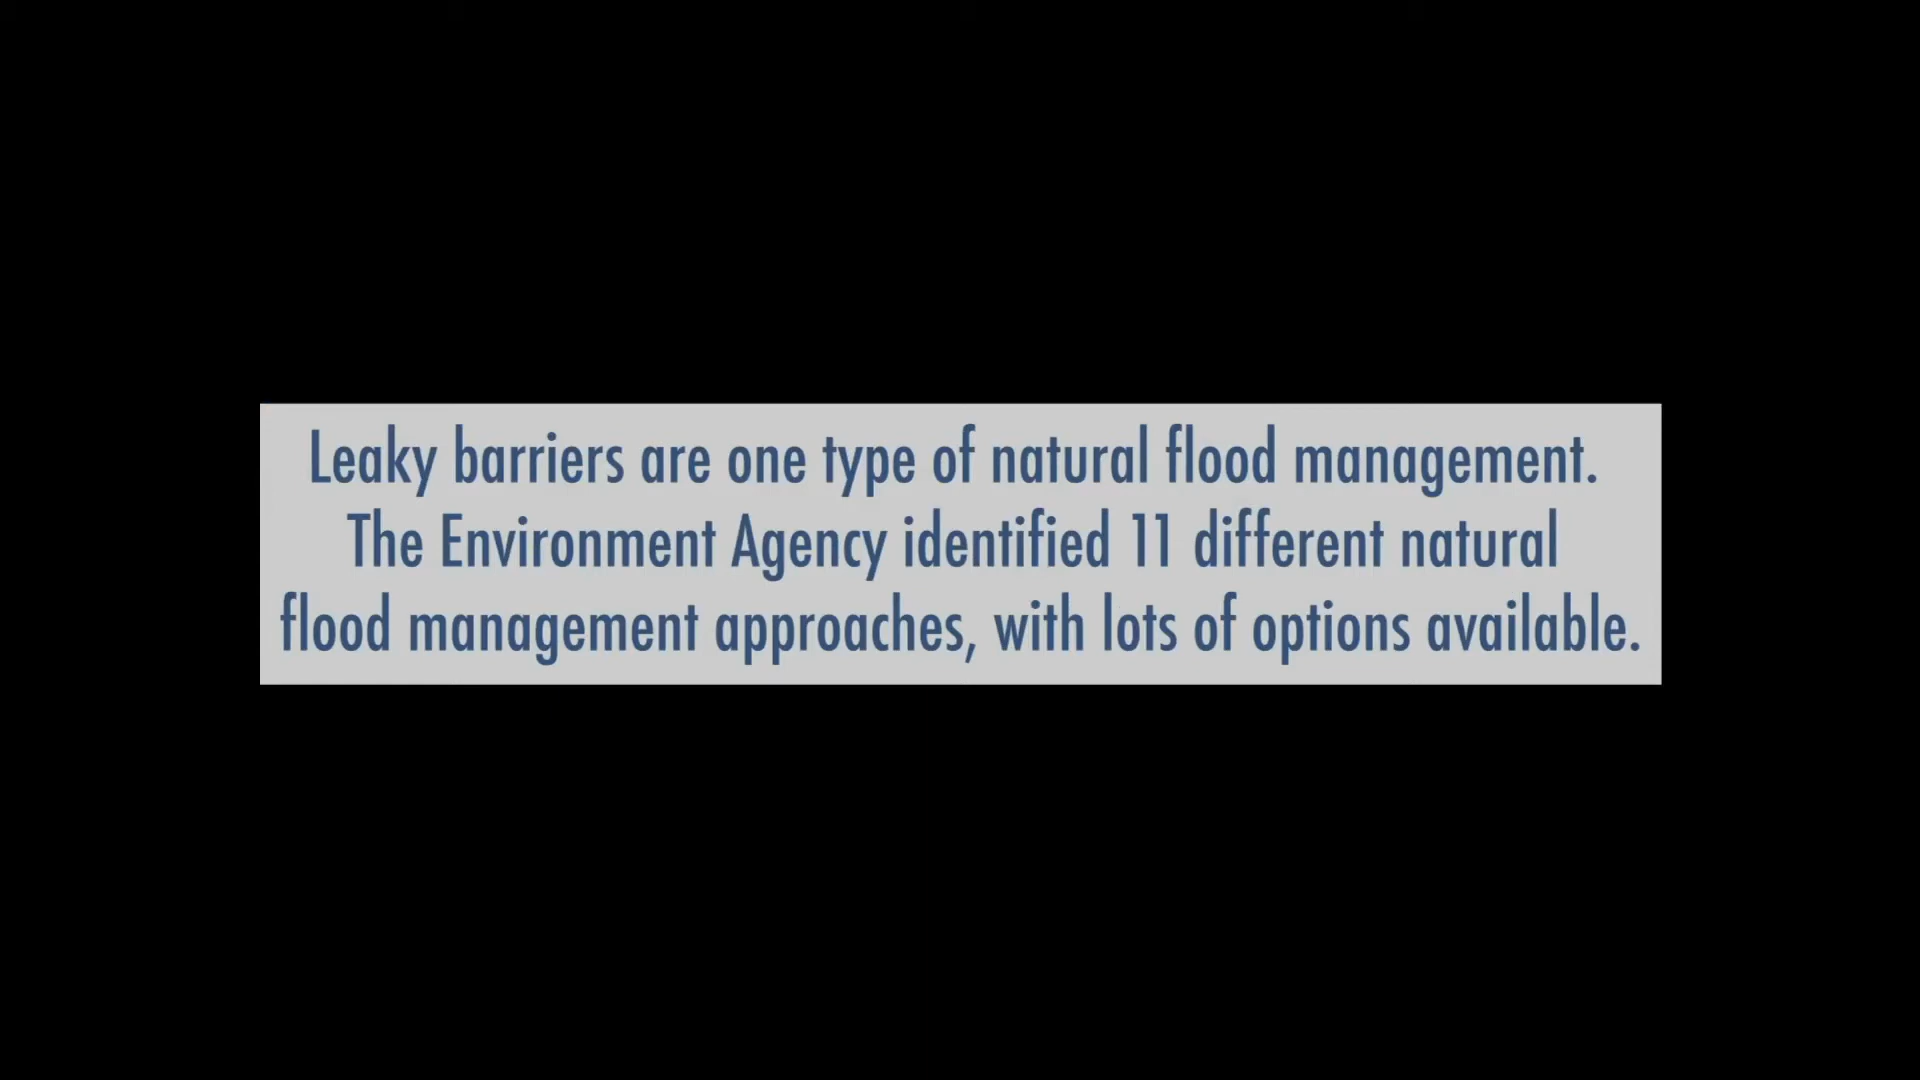 Leaky barriers are one type of natural flood management.
The Environment Agency identified 11 different natural
flood management approaches, with lots of options available.